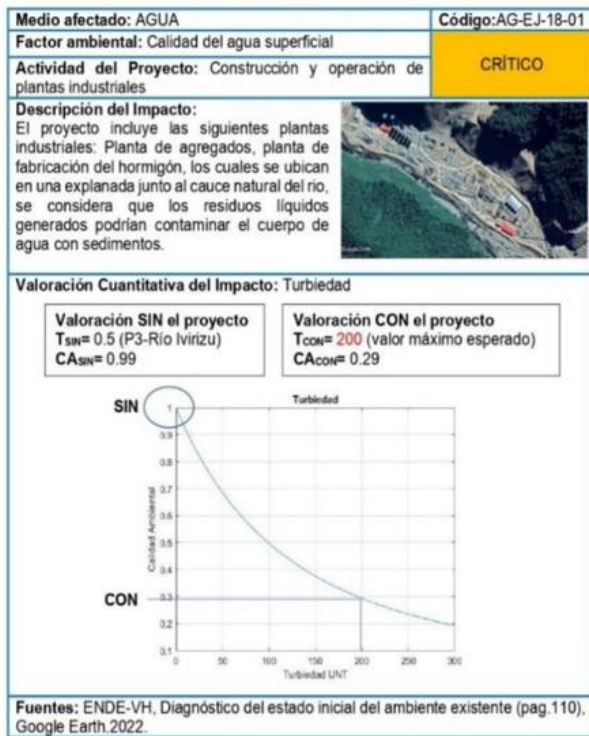 Medio afectado: AGUA
Código:AG-EJ-18-01
Factor ambiental: Calidad del agua superficial
CRÍTICO
Actividad del Proyecto: Construcción y operación de
plantas industriales
Descripción del Impacto:
El proyecto incluye las siguientes plantas
industriales: Planta de agregados, planta de
fabricación del hormigón, los cuales se ubican
en una explanada junto al cauce natural del rio,
se considera que los residuos líquidos
generados podrían contaminar el cuerpo de
agua con sedimentos.
Valoración Cuantitativa del Impacto: Turbiedad
Valoración SIN el proyecto
TSIN= 0.5 (P3-Río Ivirizu)
CASIN= 0.99
Valoración CON el proyecto
TCON= 200 (valor máximo esperado)
CACON= 0.29
Turbiedad
SIN
CON
Calidad Ambiental
1
0.9
0.8
0.7
0.6
0.5
0.4
0.3
0.2
0.1
0 50 100 150 200 250 300
Turbiedad UNT
Fuentes: ENDE-VH, Diagnóstico del estado inicial del ambiente existente (pag.110),
Google Earth.2022.